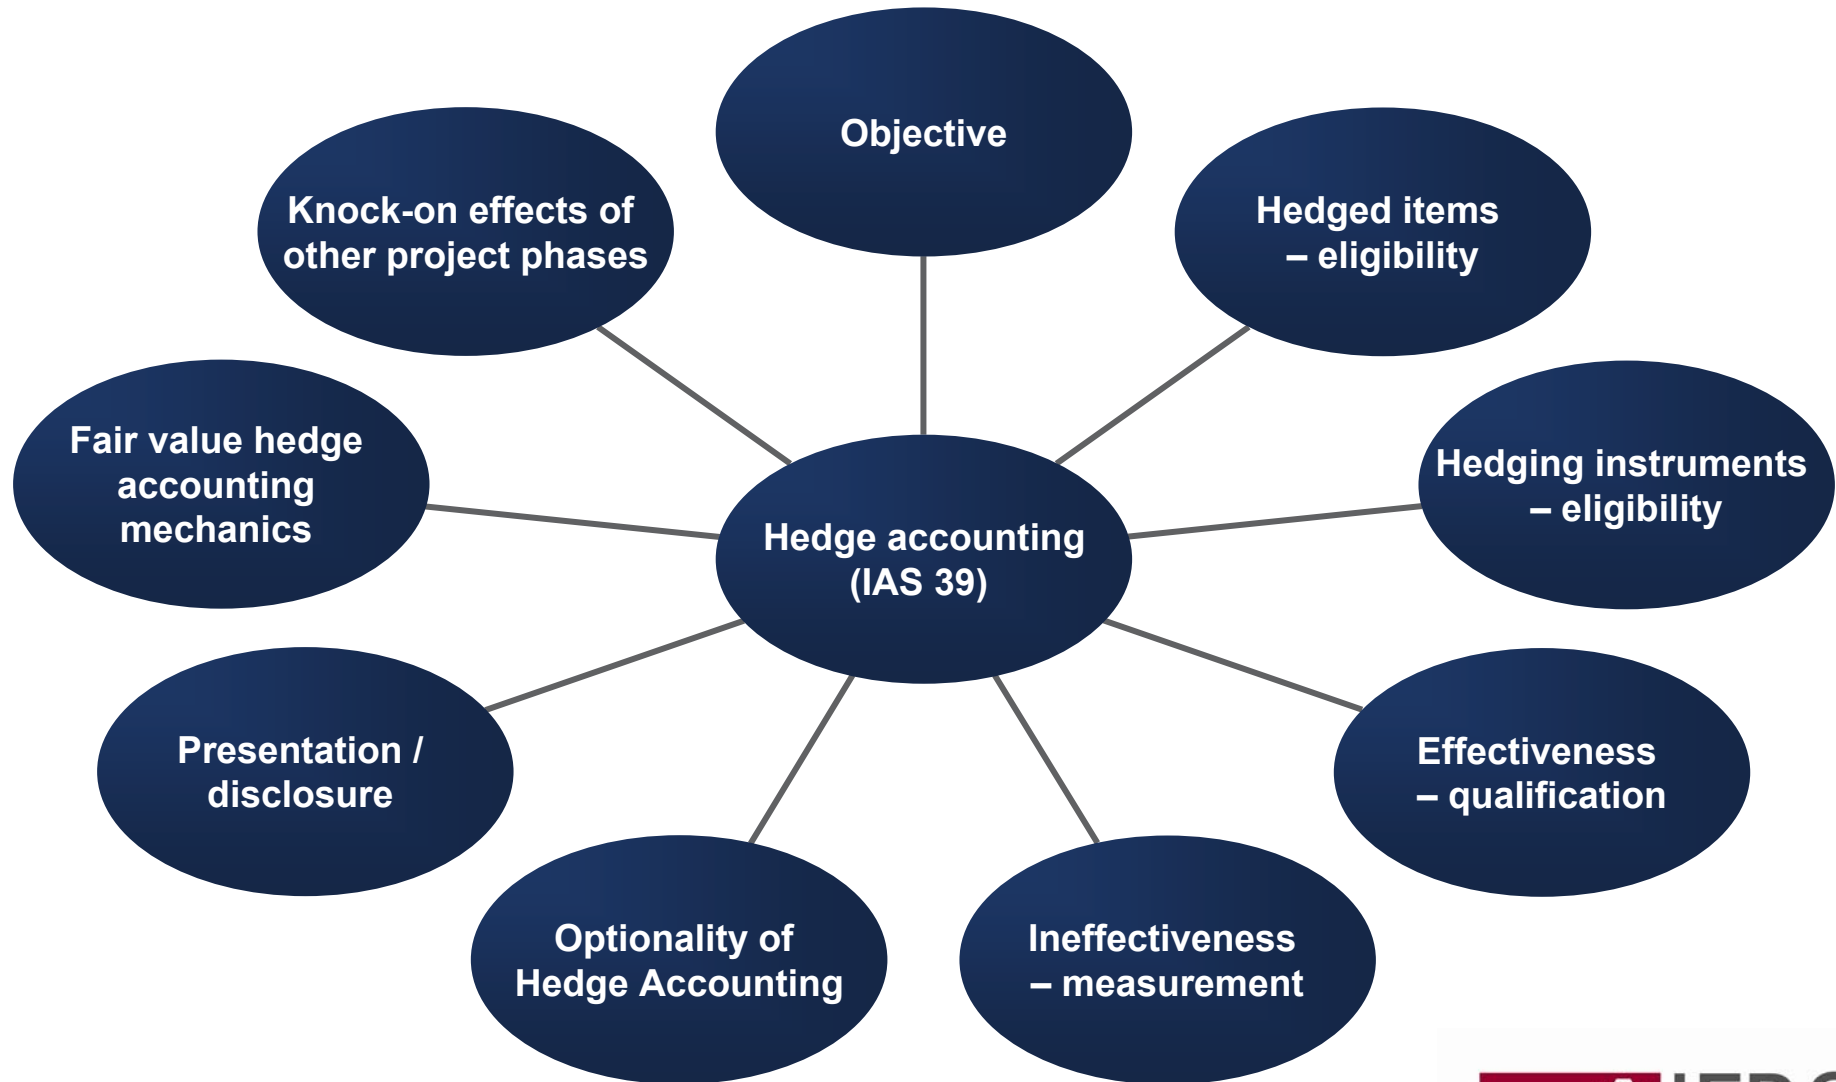 Objective
Knock-on effects of
other project phases
Hedged items
– eligibility
Fair value hedge
accounting
mechanics
Hedging instruments
– eligibility
Hedge accounting
(IAS 39)
Presentation /
disclosure
Effectiveness
– qualification
Optionality of
Hedge Accounting
Ineffectiveness
– measurement